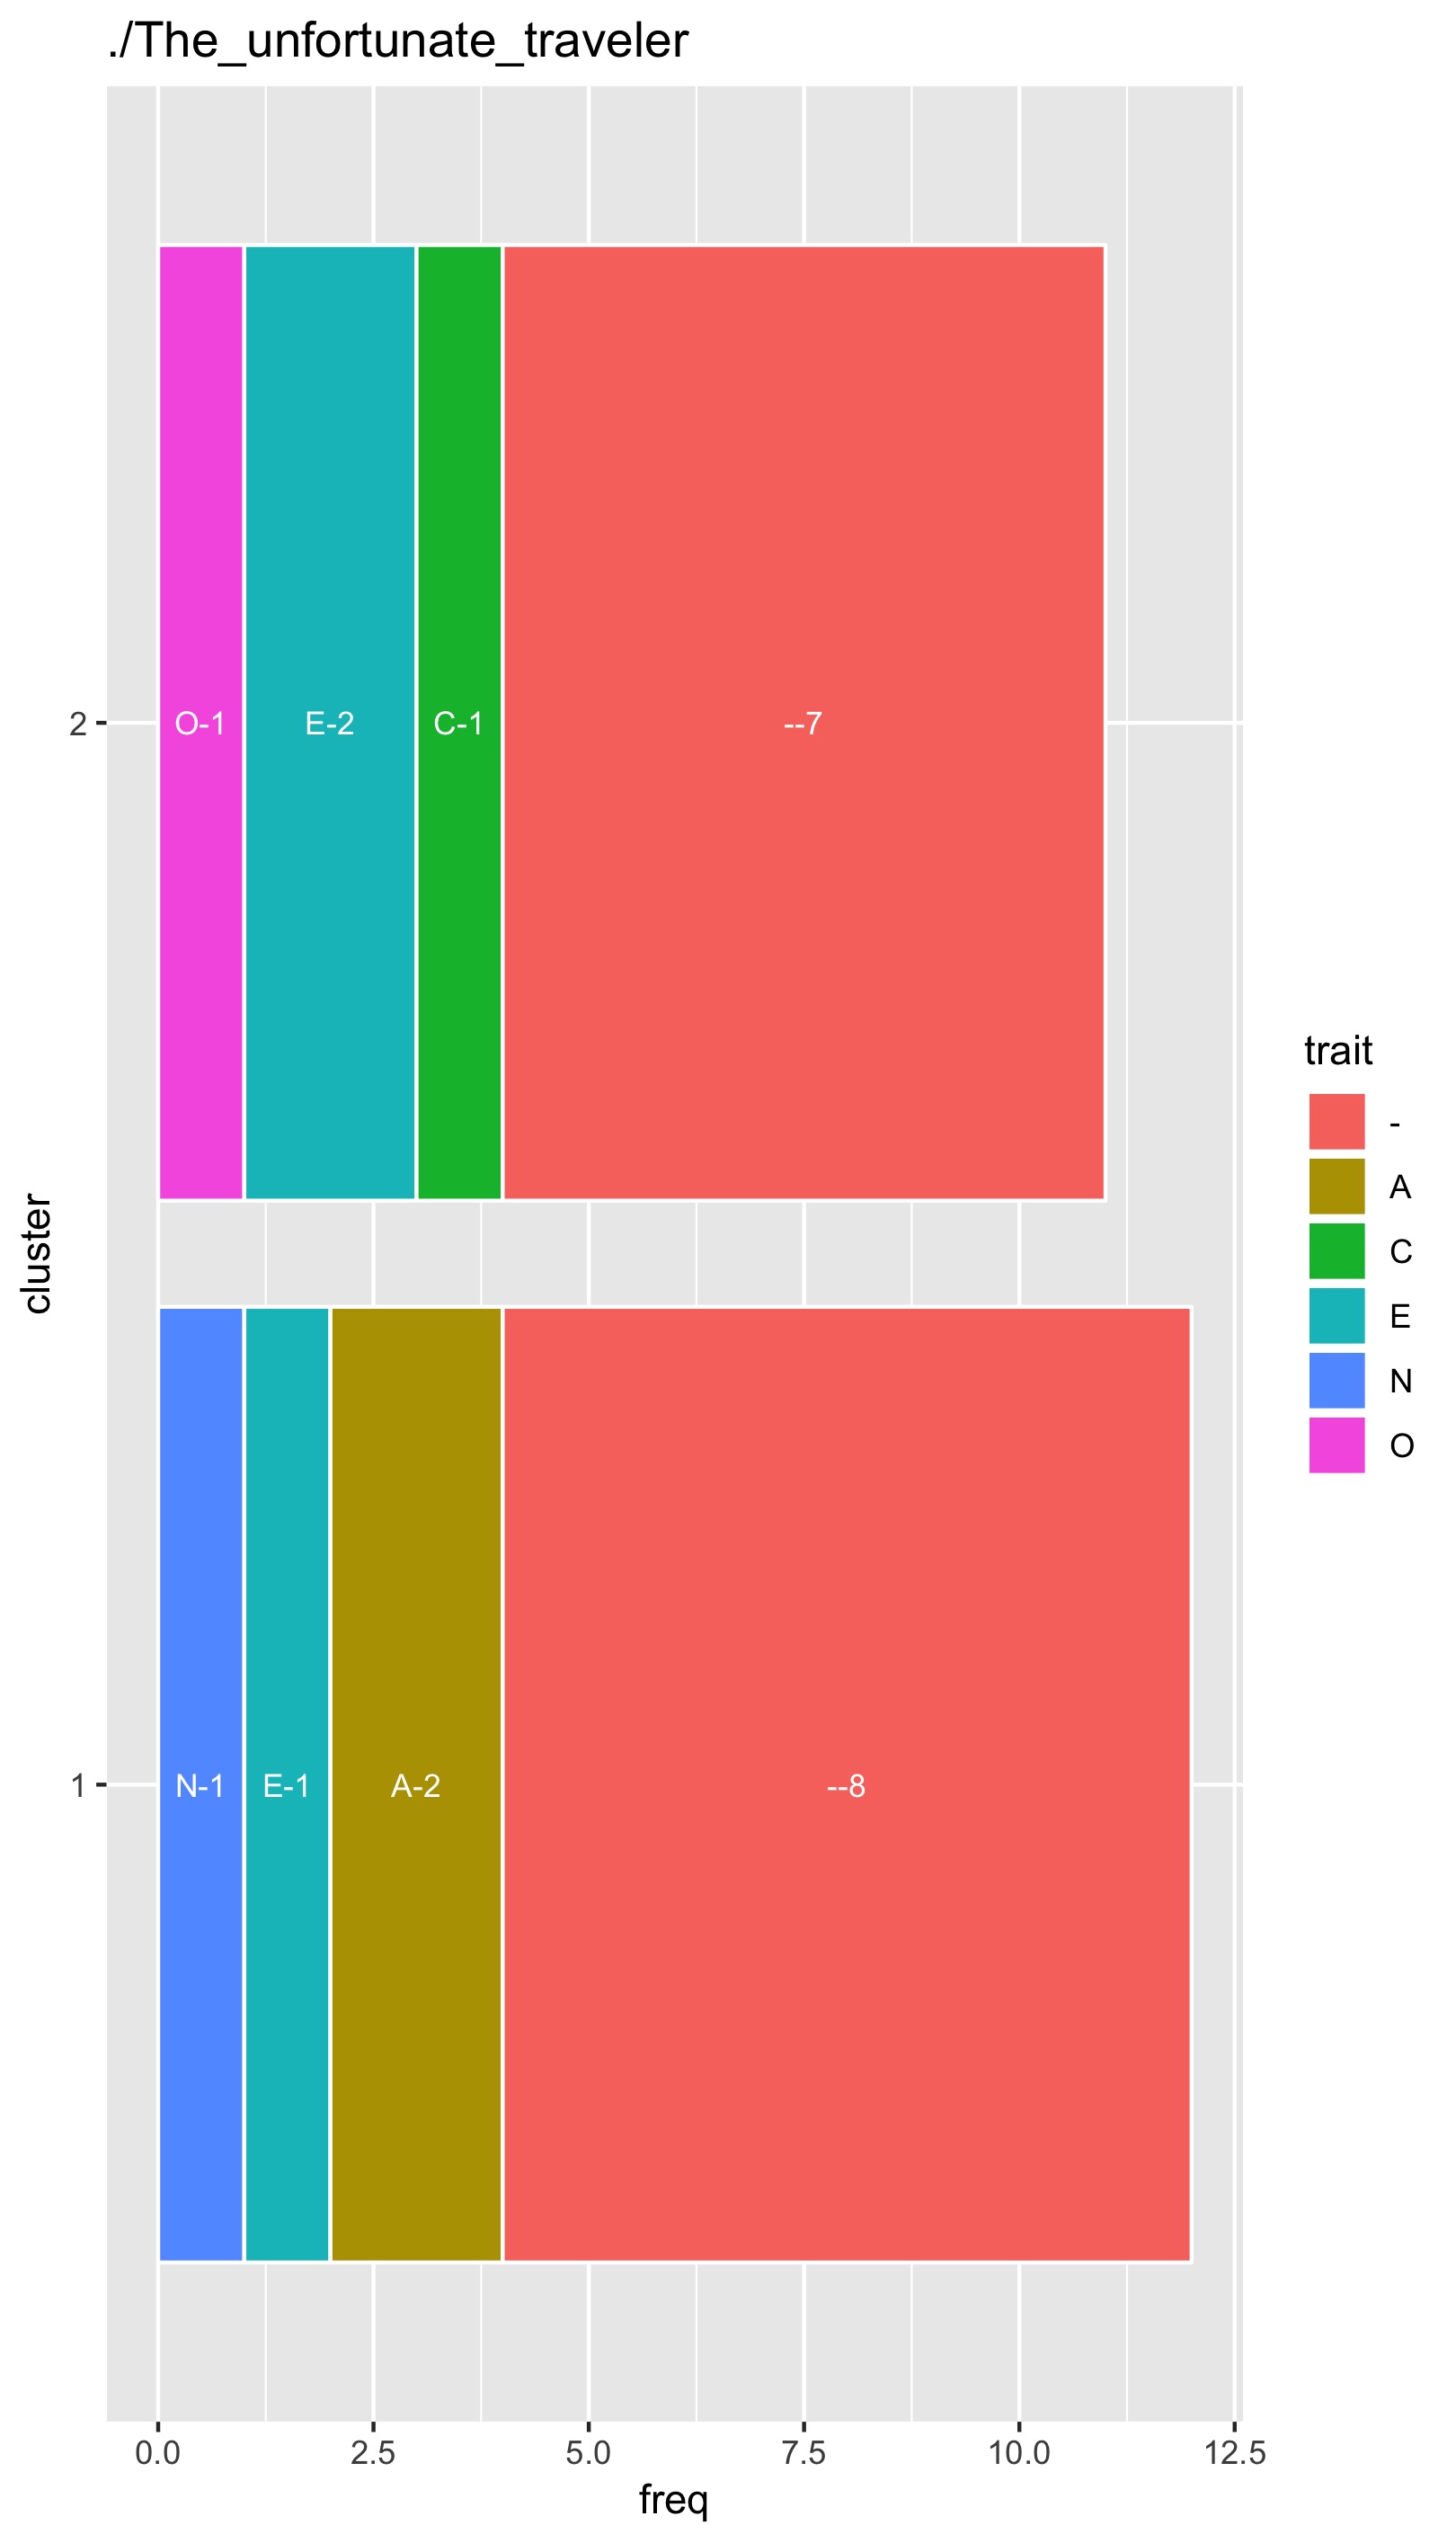 ./The_unfortunate_traveler
cluster
2
O-1 E-2 C-1 --7
1
N-1 E-1 A-2 --8
0.0 2.5 5.0 7.5 10.0 12.5
freq
trait
-
A
C
E
N
O